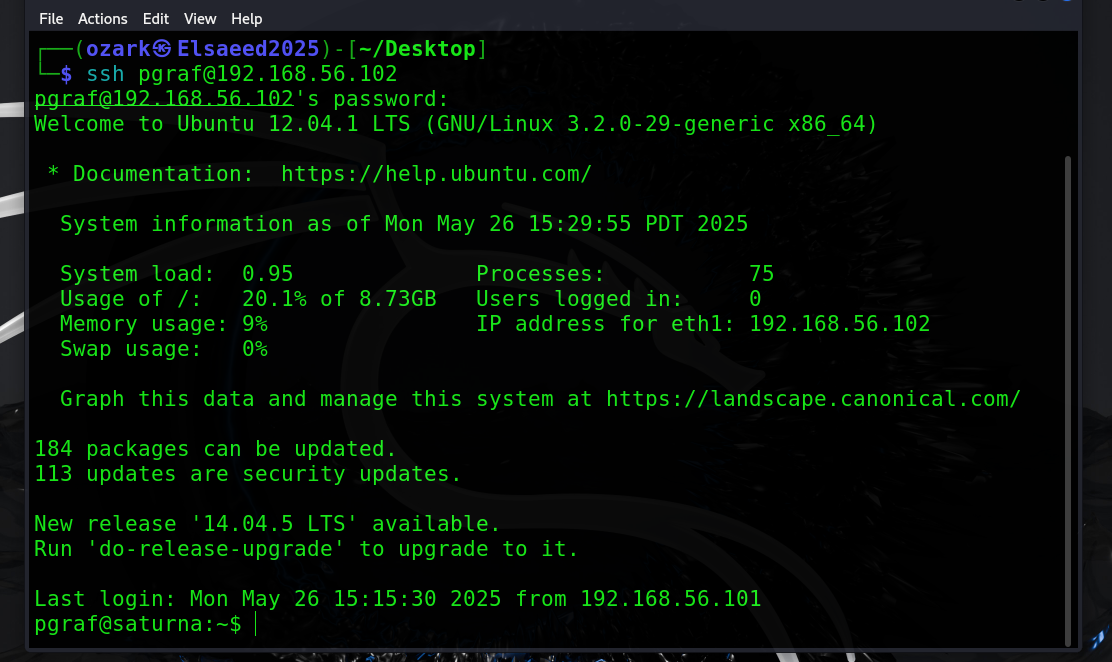 File Actions Edit View Help
┌──(ozark㉿Elsaeed2025)-[~/Desktop]
└─$ ssh pgraf@192.168.56.102
pgraf@192.168.56.102's password:
Welcome to Ubuntu 12.04.1 LTS (GNU/Linux 3.2.0-29-generic x86_64)
* Documentation: https://help.ubuntu.com/
System information as of Mon May 26 15:29:55 PDT 2025
System load: 0.95 Processes: 75
Usage of /: 20.1% of 8.73GB Users logged in: 0
Memory usage: 9% IP address for eth1: 192.168.56.102
Swap usage: 0%
Graph this data and manage this system at https://landscape.canonical.com/
184 packages can be updated.
113 updates are security updates.
New release '14.04.5 LTS' available.
Run 'do-release-upgrade' to upgrade to it.
Last login: Mon May 26 15:15:30 2025 from 192.168.56.101
pgraf@saturna:~$